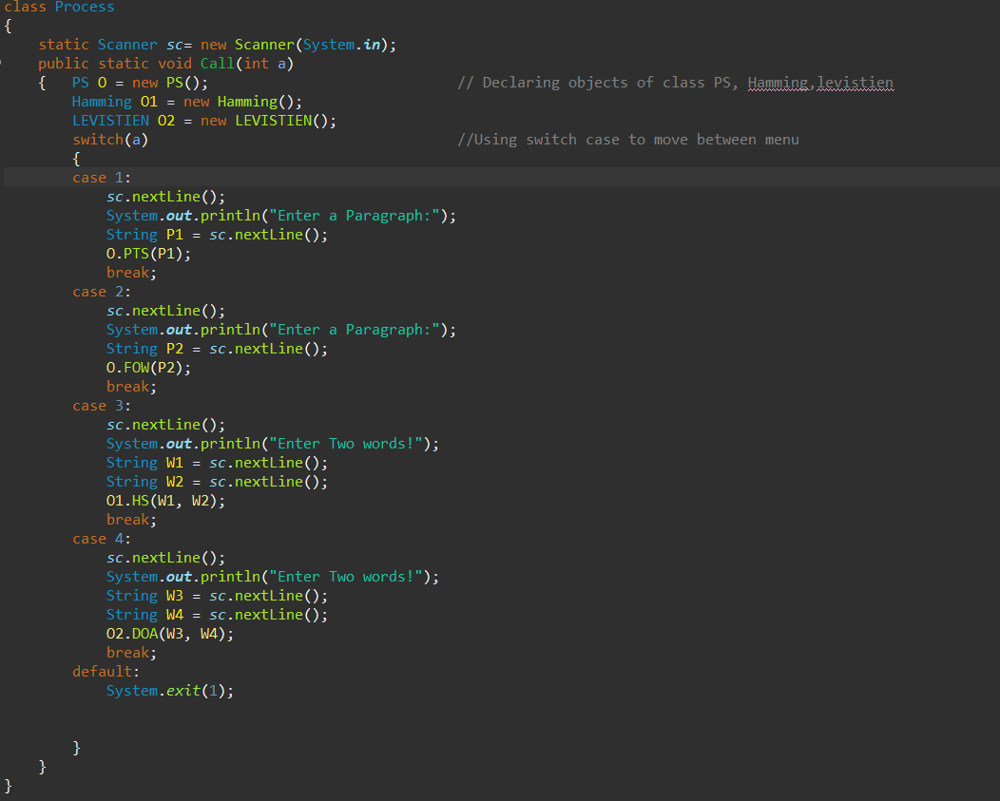 class Process
{
    static Scanner sc= new Scanner(System.in);
    public static void Call(int a)
    {   PS O = new PS();                             // Declaring objects of class PS, Hamming,levistien
        Hamming O1 = new Hamming();
        LEVISTIEN O2 = new LEVISTIEN();
        switch(a)                                    //Using switch case to move between menu
        {
        case 1:
            sc.nextLine();
            System.out.println("Enter a Paragraph:");
            String P1 = sc.nextLine();
            O.PTS(P1);
            break;
        case 2:
            sc.nextLine();
            System.out.println("Enter a Paragraph:");
            String P2 = sc.nextLine();
            O.FOW(P2);
            break;
        case 3:
            sc.nextLine();
            System.out.println("Enter Two words!");
            String W1 = sc.nextLine();
            String W2 = sc.nextLine();
            O1.HS(W1, W2);
            break;
        case 4:
            sc.nextLine();
            System.out.println("Enter Two words!");
            String W3 = sc.nextLine();
            String W4 = sc.nextLine();
            O2.DOA(W3, W4);
            break;
        default:
            System.exit(1);


        }
    }
}